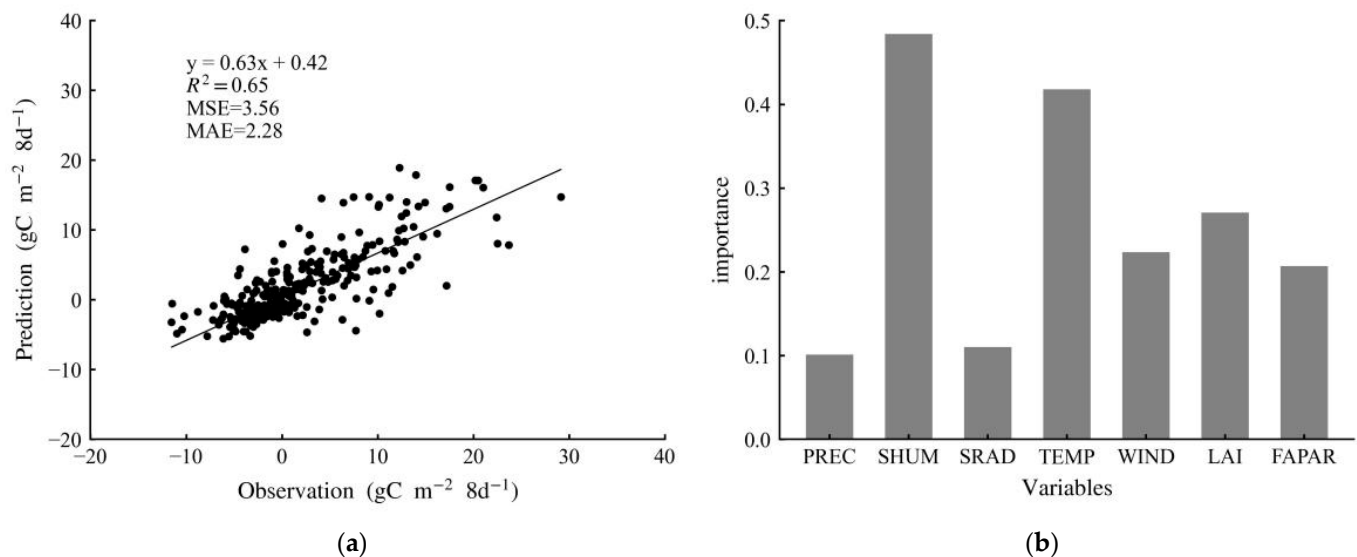 40
30
20
10
0
−10
−20
−20
−10
0
10
20
30
40
Prediction (gC m⁻² 8d⁻¹)
Observation (gC m⁻² 8d⁻¹)
y = 0.63x + 0.42
R² = 0.65
MSE=3.56
MAE=2.28
(a)
0.5
0.4
0.3
0.2
0.1
0.0
importance
PREC SHUM SRAD TEMP WIND LAI FAPAR
Variables
(b)